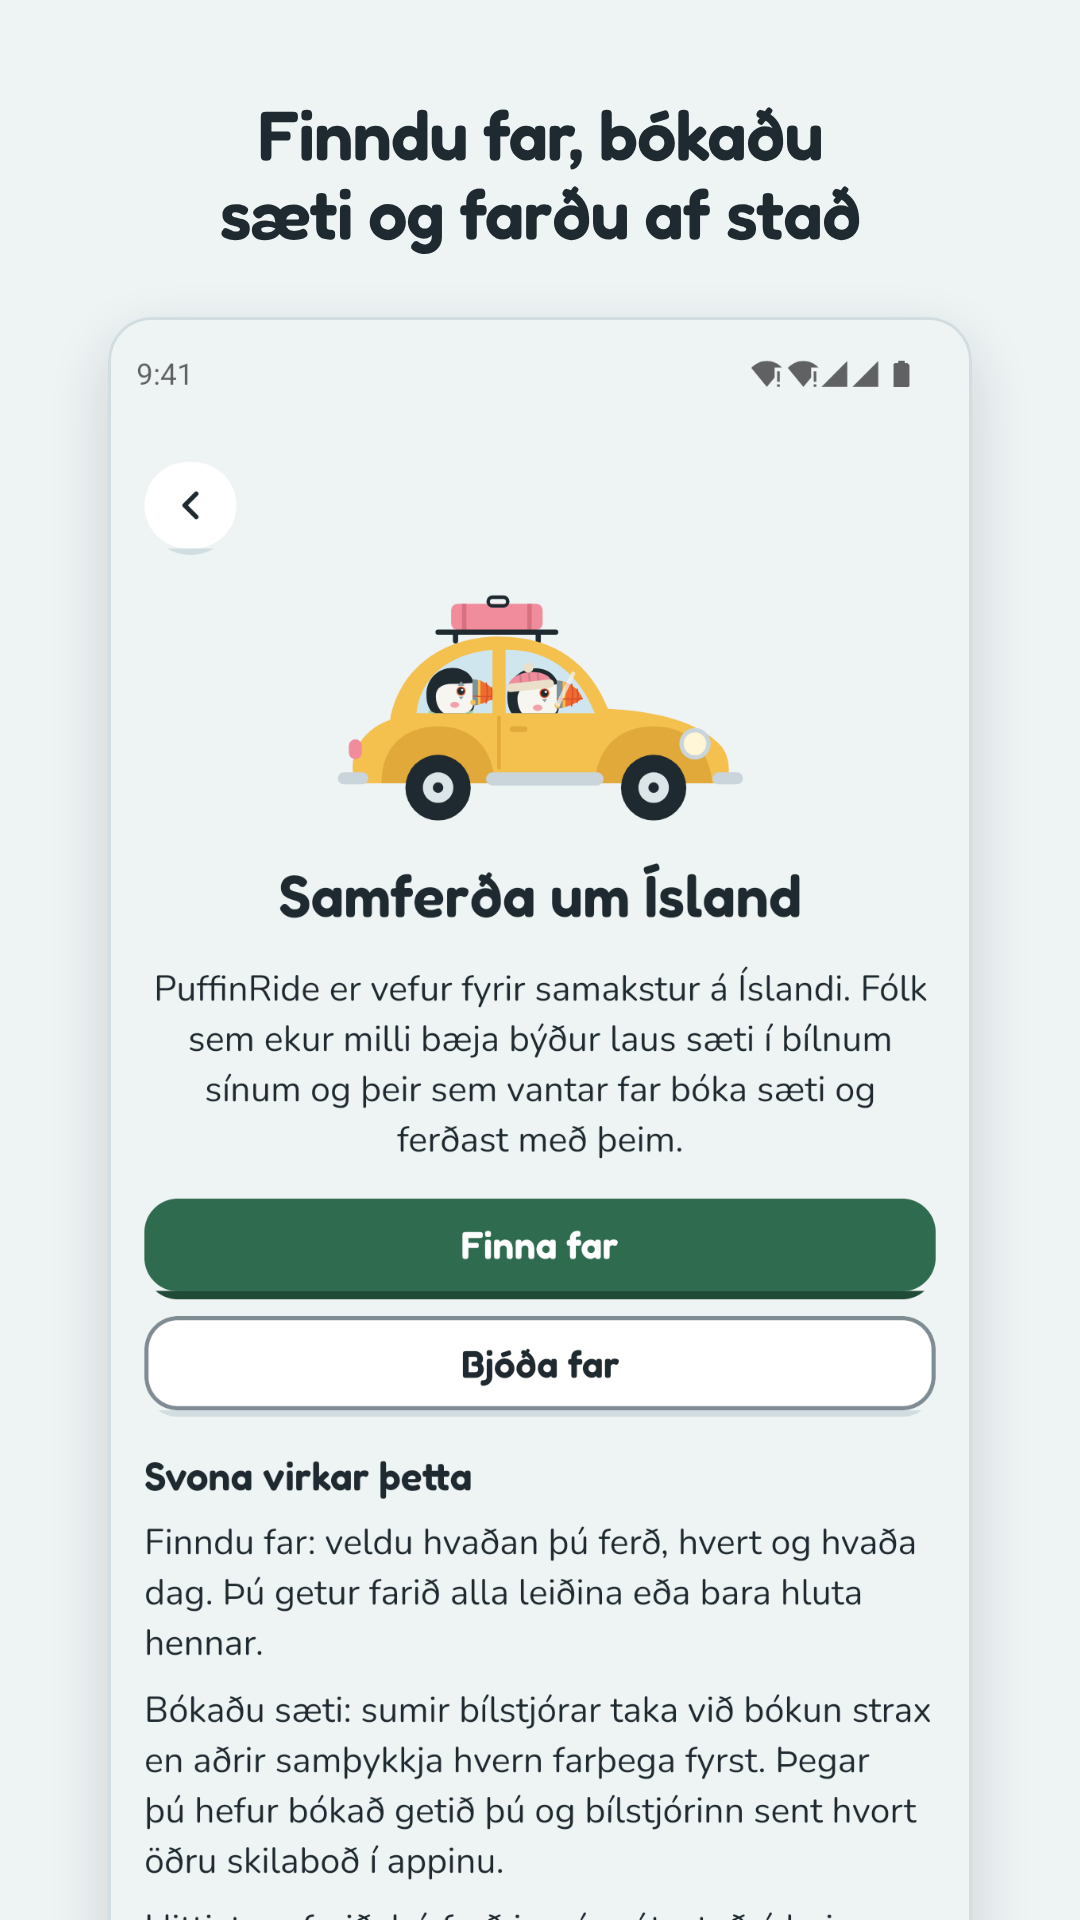 Finndu far, bókaðu
sæti og farðu af stað
9:41
Samferða um Ísland
PuffinRide er vefur fyrir samakstur á Íslandi. Fólk
sem ekur milli bæja býður laus sæti í bílnum
sínum og þeir sem vantar far bóka sæti og
ferðast með þeim.
Finna far
Bjóða far
Svona virkar þetta
Finndu far: veldu hvaðan þú ferð, hvert og hvaða
dag. Þú getur farið alla leiðina eða bara hluta
hennar.
Bókaðu sæti: sumir bílstjórar taka við bókun strax
en aðrir samþykkja hvern farþega fyrst. Þegar
þú hefur bókað getið þú og bílstjórinn sent hvort
öðru skilaboð í appinu.